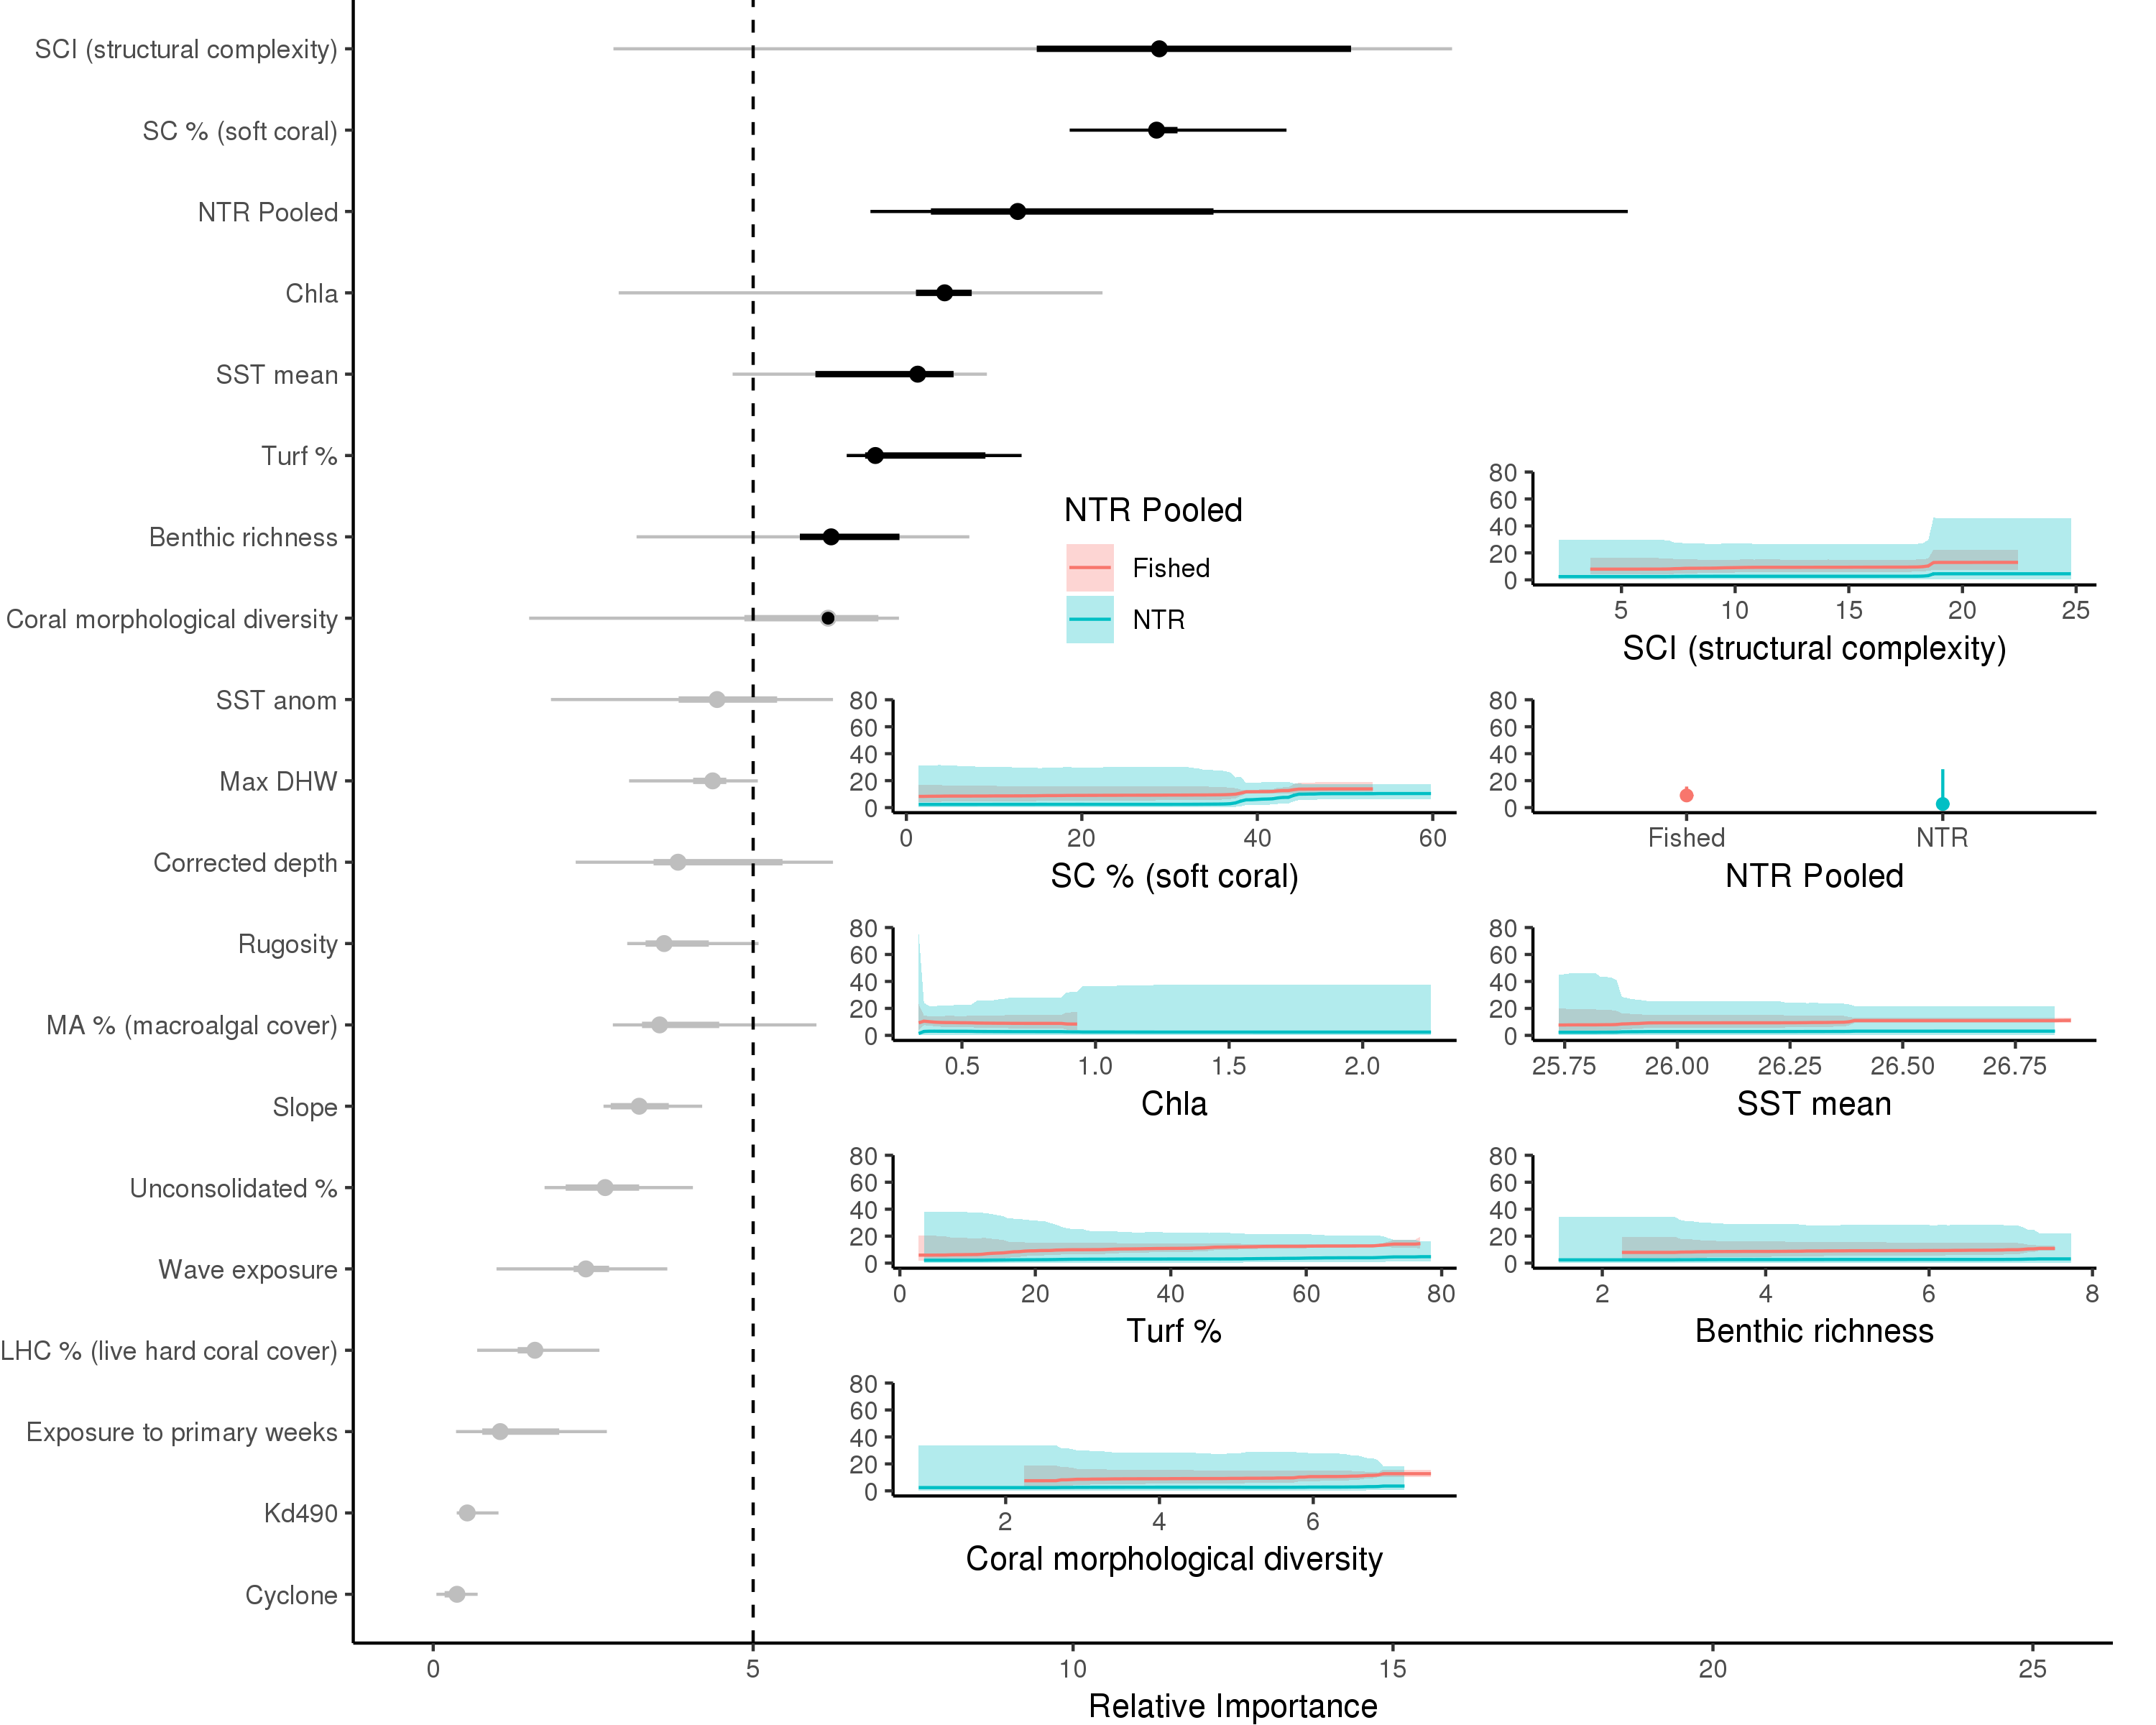 SCI (structural complexity)
SC % (soft coral)
NTR Pooled
Chla
SST mean
Turf %
Benthic richness
Coral morphological diversity
SST anom
Max DHW
Corrected depth
Rugosity
MA % (macroalgal cover)
Slope
Unconsolidated %
Wave exposure
LHC % (live hard coral cover)
Exposure to primary weeks
Kd490
Cyclone
0 5 10 15 20 25
Relative Importance
NTR Pooled
Fished
NTR
80
60
40
20
0
5 10 15 20 25
SCI (structural complexity)
80
60
40
20
0
0 20 40 60
SC % (soft coral)
80
60
40
20
0
Fished NTR
NTR Pooled
80
60
40
20
0
0.5 1.0 1.5 2.0
Chla
80
60
40
20
0
25.75 26.00 26.25 26.50 26.75
SST mean
80
60
40
20
0
0 20 40 60 80
Turf %
80
60
40
20
0
2 4 6 8
Benthic richness
80
60
40
20
0
2 4 6
Coral morphological diversity